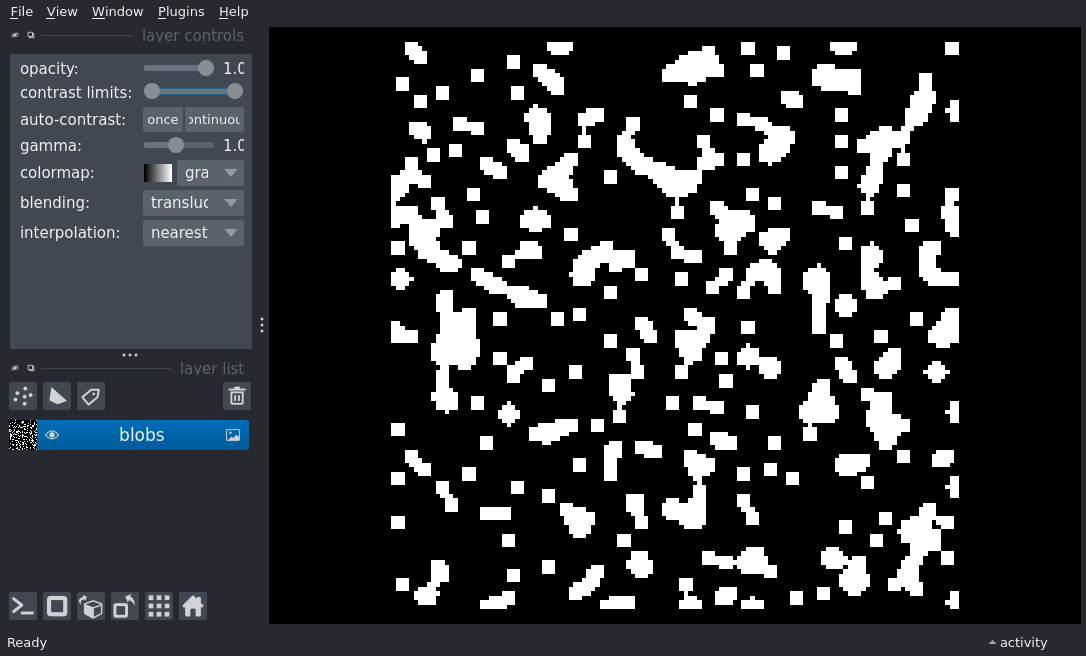 File View Window Plugins Help
layer controls
opacity: 1.0
contrast limits:
auto-contrast: once ontinuou
gamma: 1.0
colormap: gra
blending: transluc
interpolation: nearest
layer list
blobs
Ready
activity